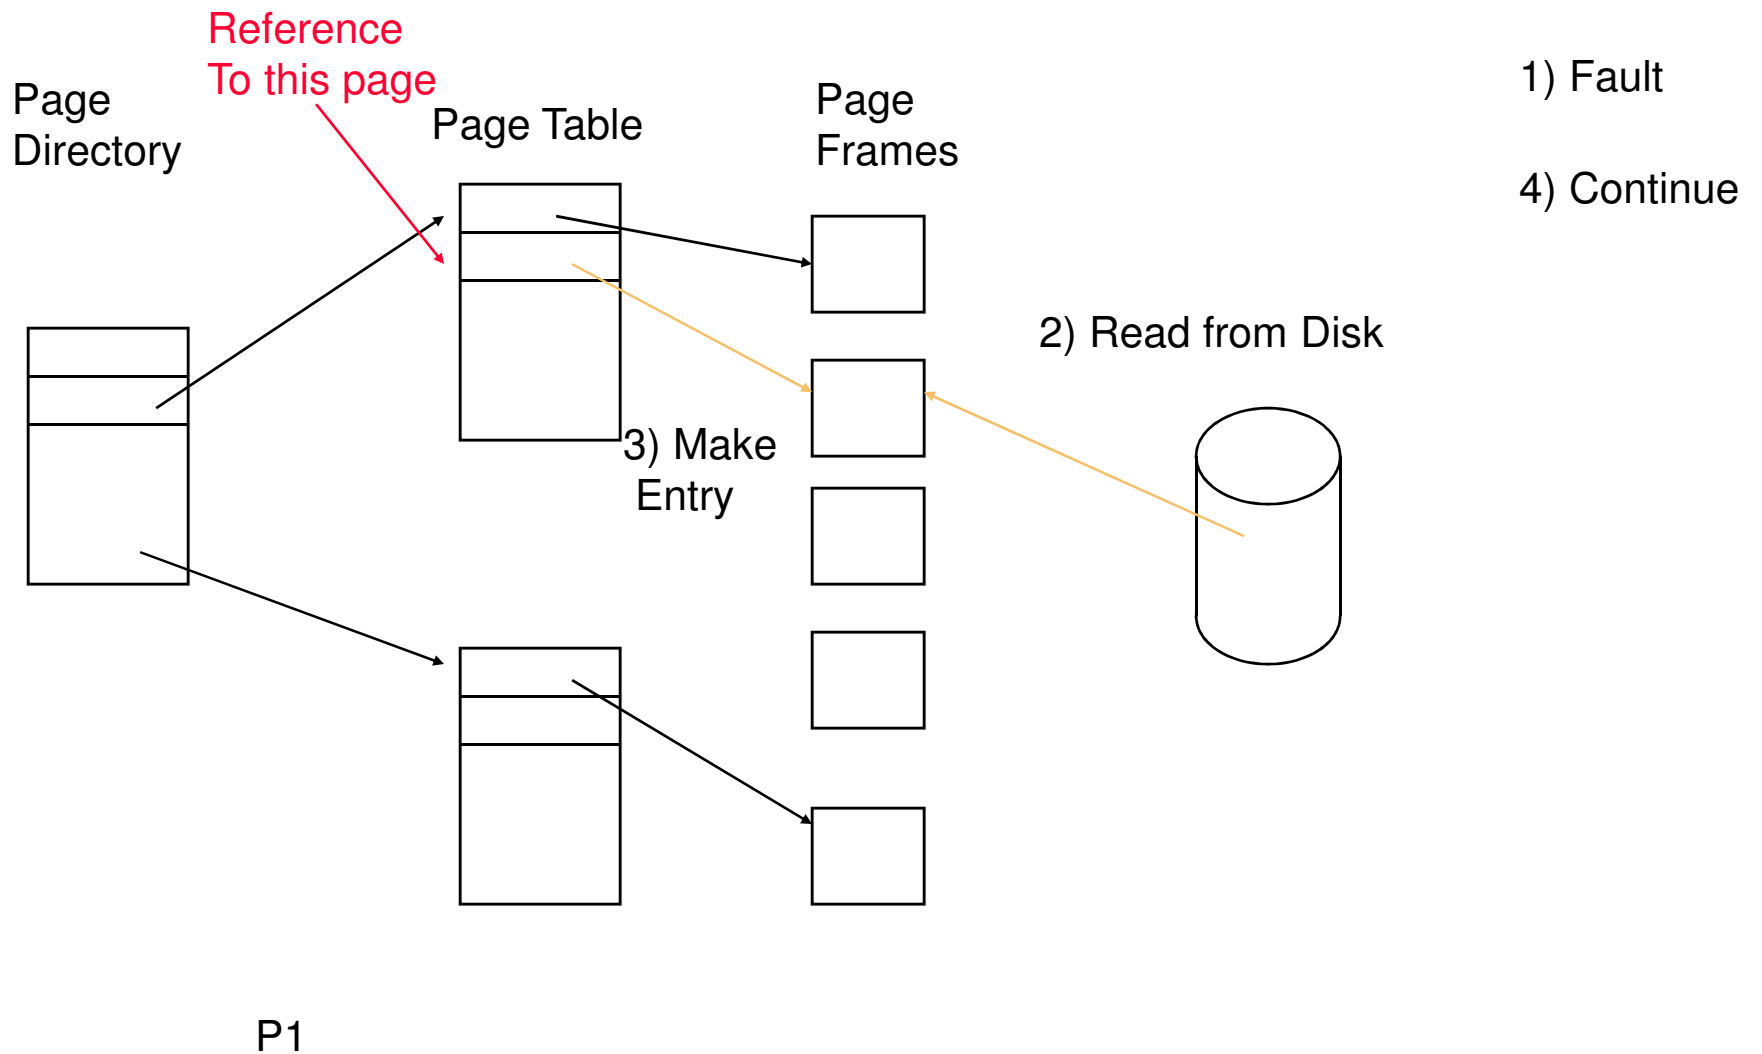 Reference
To this page
Page
Directory
Page Table
Page
Frames
1) Fault
4) Continue
2) Read from Disk
3) Make
Entry
P1